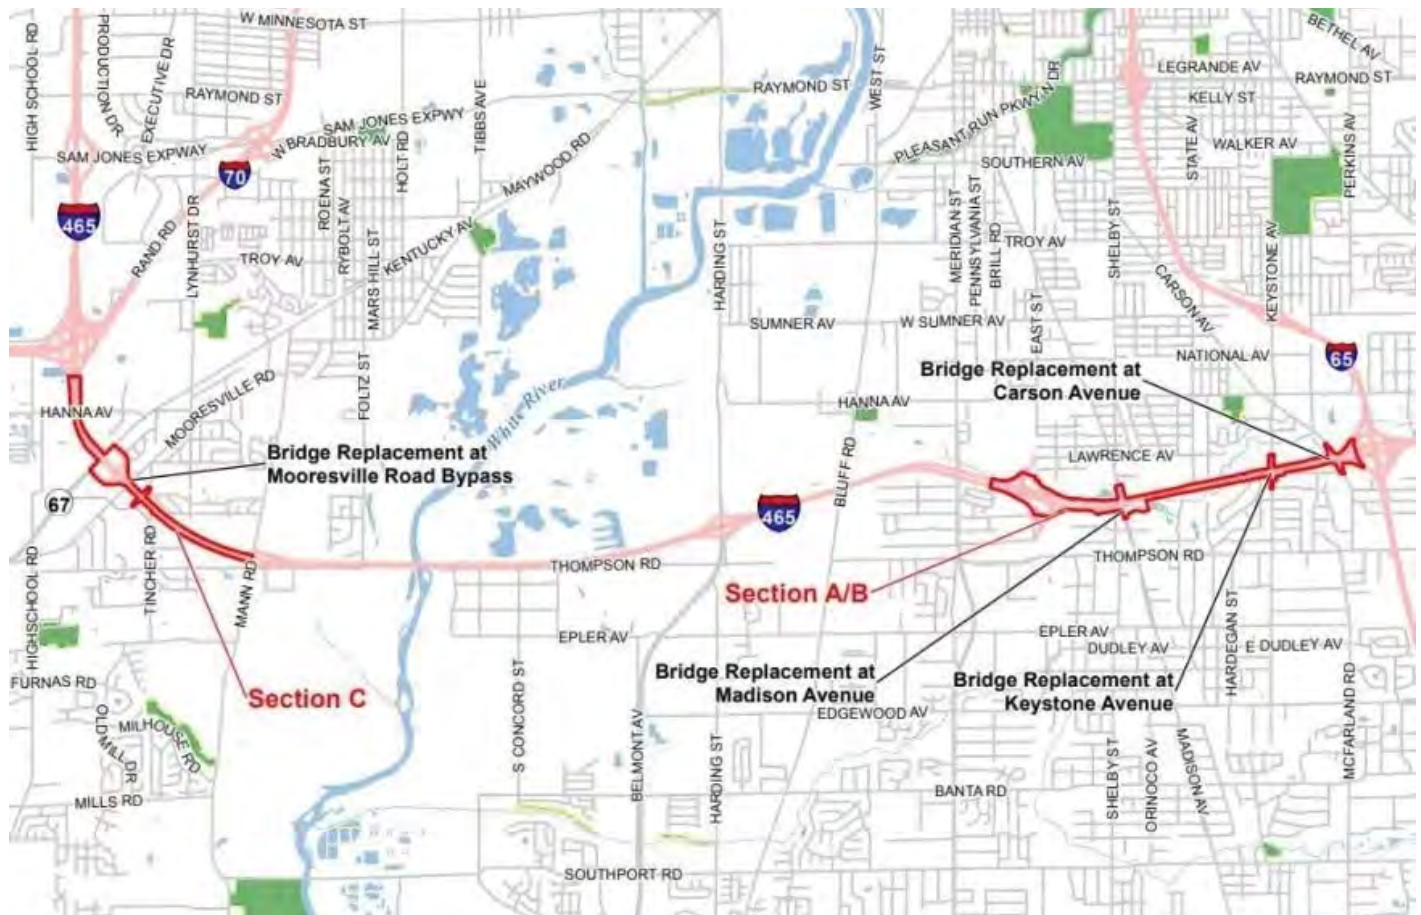 W MINNESOTA ST
HIGH SCHOOL RD
PRODUCTION DR
EXECUTIVE DR
RAYMOND ST
SAM JONES EXPWY
W BRADBURY AV
SAM JONES EXPWAY
HOLT RD
TIBBS AVE
MAYWOOD RD
RAYMOND ST
WEST ST
PLEASANT RUN PKWY N DR
BETHEL AV
LEGRANDE AV
RAYMOND ST
KELLY ST
STATE AV
WALKER AV
PERKINS AV
SOUTHERN AV
70
465
RAND RD
LYNHURST DR
ROENA ST
RYBOLT AV
MARS HILL ST
KENTUCKY AV
TROY AV
HARDING ST
MERIDIAN ST
PENNSYLVANIA ST
BRILL RD
TROY AV
SHELBY ST
CARSON AV
KEYSTONE AV
SUMNER AV
W SUMNER AV
EAST ST
NATIONAL AV
65
Bridge Replacement at
Carson Avenue
FOLTZ ST
MOORESVILLE RD
HANNA AV
White River
HANNA AV
BLUFF RD
LAWRENCE AV
Bridge Replacement at
Mooresville Road Bypass
67
465
TINCHER RD
MANN RD
THOMPSON RD
THOMPSON RD
HIGHSCHOOL RD
Section A/B
HARDEGAN ST
EPLER AV
EPLER AV
DUDLEY AV
E DUDLEY AV
FURNAS RD
Section C
S CONCORD ST
Bridge Replacement at
Madison Avenue
Bridge Replacement at
Keystone Avenue
EDGEWOOD AV
MCFARLAND RD
OLD MILL DR
MILHOUSE RD
BELMONT AV
HARDING ST
SHELBY ST
ORINOCO AV
MADISON AV
MILLS RD
BANTA RD
SOUTHPORT RD